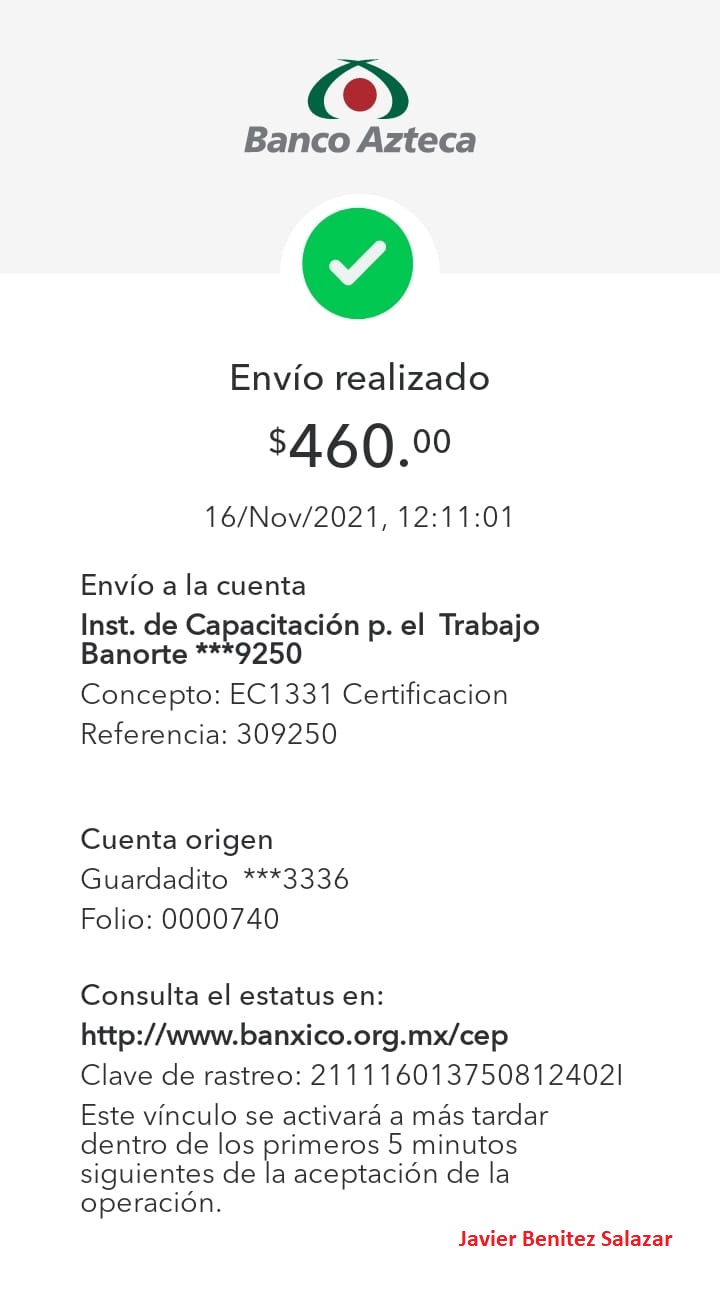 Banco Azteca
Envío realizado
$460.00
16/Nov/2021, 12:11:01
Envío a la cuenta
Inst. de Capacitación p. el  Trabajo
Banorte ***9250
Concepto: EC1331 Certificacion
Referencia: 309250
Cuenta origen
Guardadito  ***3336
Folio: 0000740
Consulta el estatus en:
http://www.banxico.org.mx/cep
Clave de rastreo: 211116013750812402I
Este vínculo se activará a más tardar
dentro de los primeros 5 minutos
siguientes de la aceptación de la
operación.
Javier Benitez Salazar